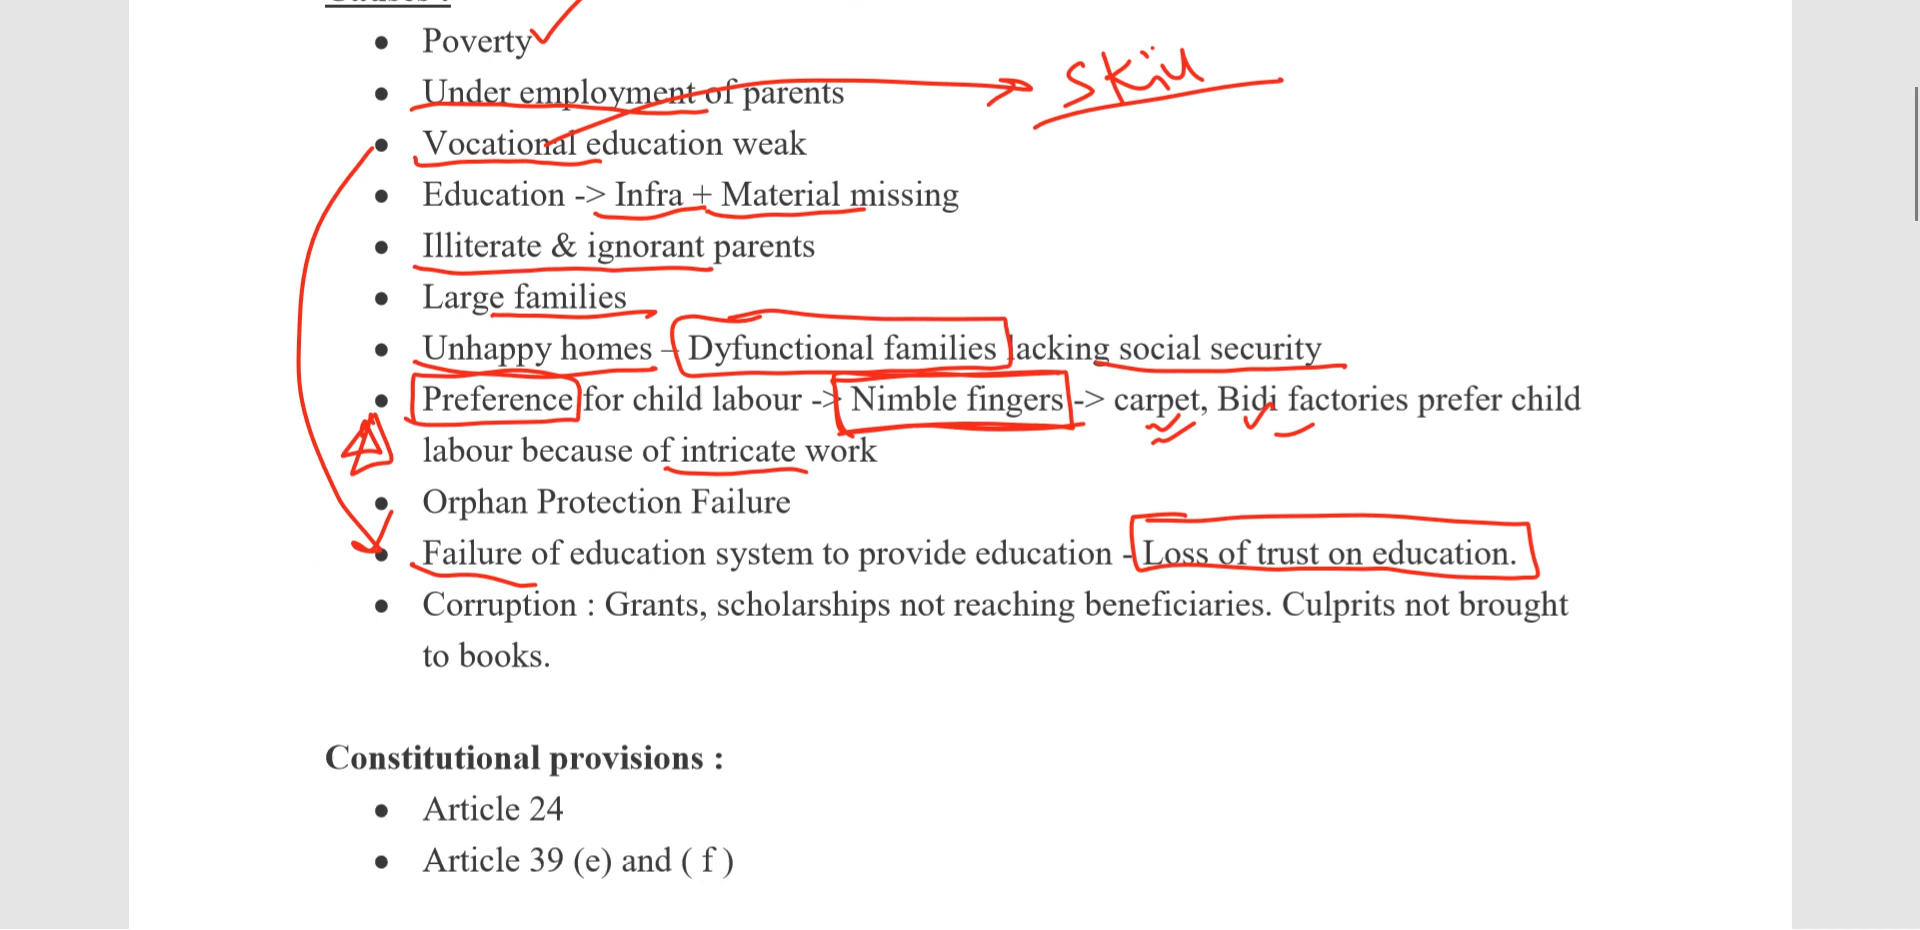 • Poverty
• Under employment of parents
Skill
• Vocational education weak
• Education -> Infra + Material missing
• Illiterate & ignorant parents
• Large families
• Unhappy homes – Dyfunctional families lacking social security
• Preference for child labour -> Nimble fingers -> carpet, Bidi factories prefer child
labour because of intricate work
• Orphan Protection Failure
• Failure of education system to provide education - Loss of trust on education.
• Corruption : Grants, scholarships not reaching beneficiaries. Culprits not brought
to books.
Constitutional provisions :
• Article 24
• Article 39 (e) and ( f )